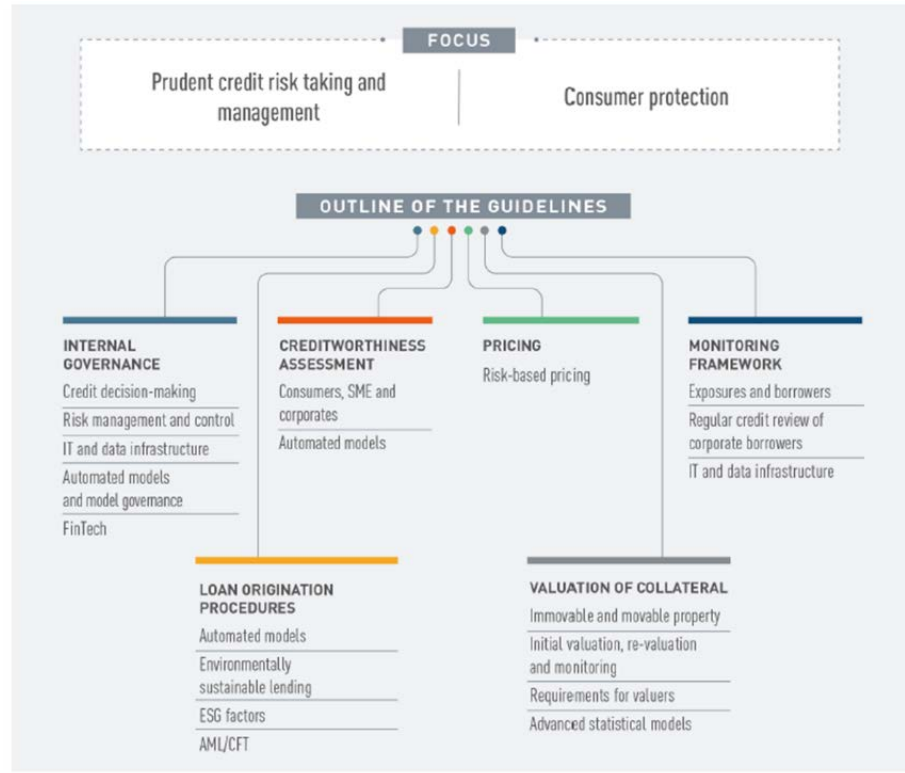 FOCUS
Prudent credit risk taking and
management
Consumer protection
OUTLINE OF THE GUIDELINES
INTERNAL
GOVERNANCE
Credit decision-making
Risk management and control
IT and data infrastructure
Automated models
and model governance
FinTech
CREDITWORTHINESS
ASSESSMENT
Consumers, SME and
corporates
Automated models
PRICING
Risk-based pricing
MONITORING
FRAMEWORK
Exposures and borrowers
Regular credit review of
corporate borrowers
IT and data infrastructure
LOAN ORIGINATION
PROCEDURES
Automated models
Environmentally
sustainable lending
ESG factors
AML/CFT
VALUATION OF COLLATERAL
Immovable and movable property
Initial valuation, re-valuation
and monitoring
Requirements for valuers
Advanced statistical models